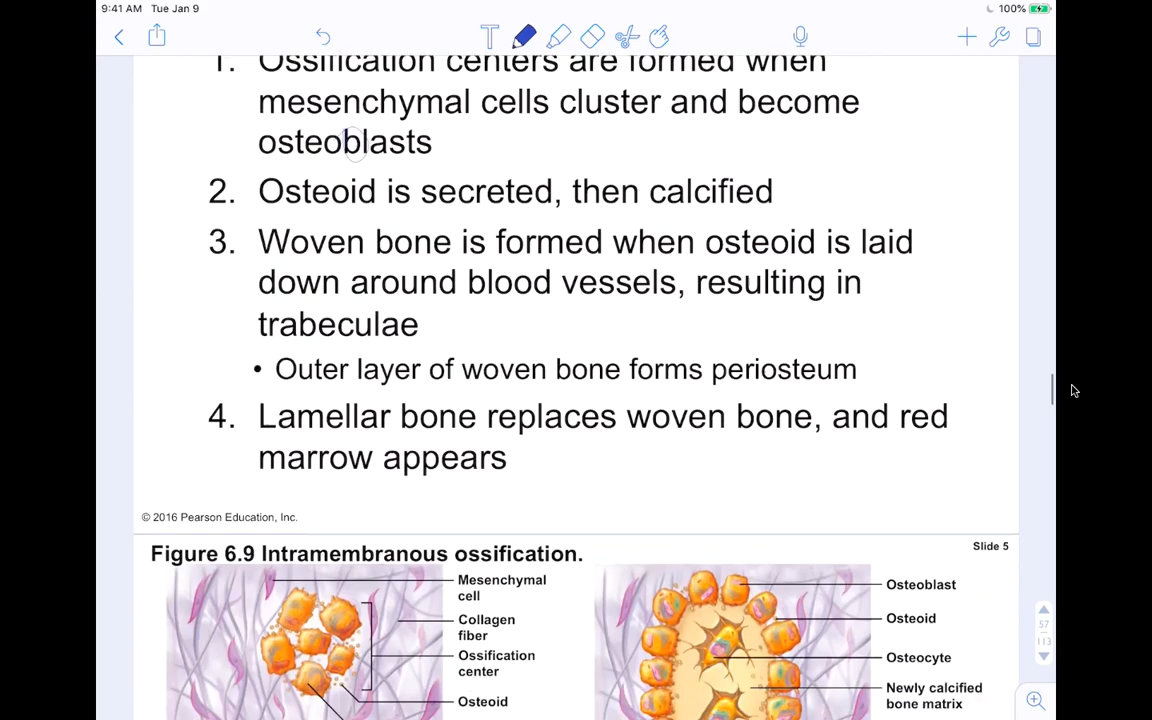 9:41 AM Tue Jan 9
100%
1. Ossification centers are formed when
mesenchymal cells cluster and become
osteoblasts
2. Osteoid is secreted, then calcified
3. Woven bone is formed when osteoid is laid
down around blood vessels, resulting in
trabeculae
• Outer layer of woven bone forms periosteum
4. Lamellar bone replaces woven bone, and red
marrow appears
© 2016 Pearson Education, Inc.
Figure 6.9 Intramembranous ossification.
Slide 5
Mesenchymal
cell
Collagen
fiber
Ossification
center
Osteoid
Osteoblast
Osteoid
Osteocyte
Newly calcified
bone matrix
57
113